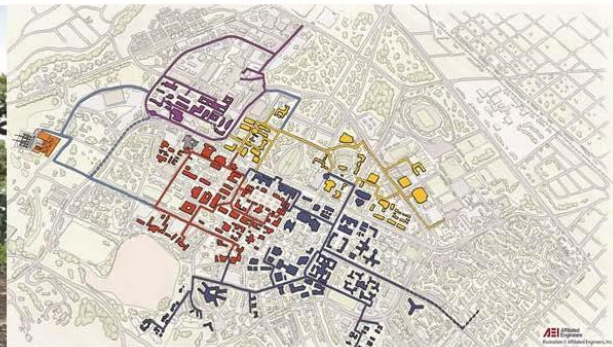 AEI Affiliated
Engineers
Illustration © Affiliated Engineers, Inc.